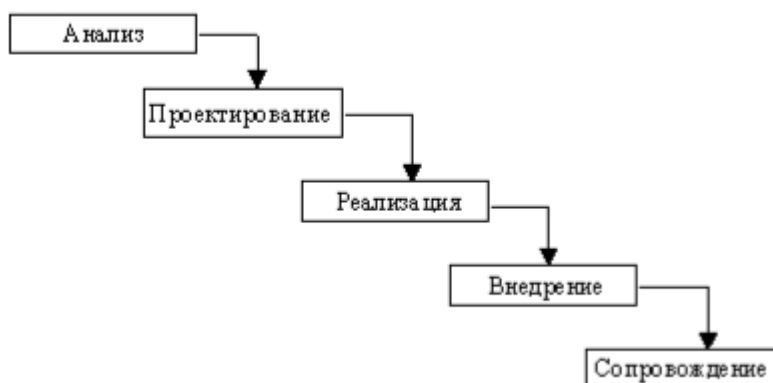 Анализ
Проектирование
Реализация
Внедрение
Сопровождение